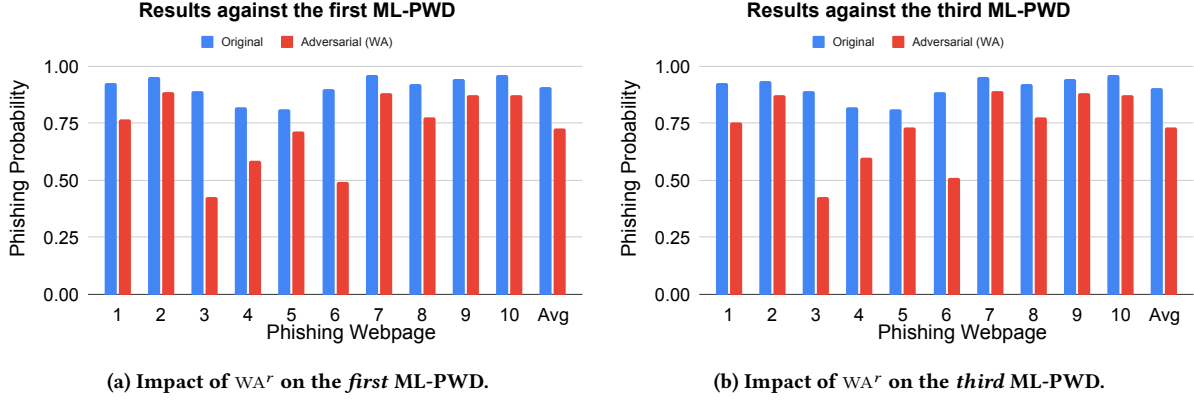 Results against the first ML-PWD
Original Adversarial (WA)
Phishing Probability
1.00
0.75
0.50
0.25
0.00
1 2 3 4 5 6 7 8 9 10 Avg
Phishing Webpage
(a) Impact of WAʳ on the first ML-PWD.
Results against the third ML-PWD
Original Adversarial (WA)
Phishing Probability
1.00
0.75
0.50
0.25
0.00
1 2 3 4 5 6 7 8 9 10 Avg
Phishing Webpage
(b) Impact of WAʳ on the third ML-PWD.